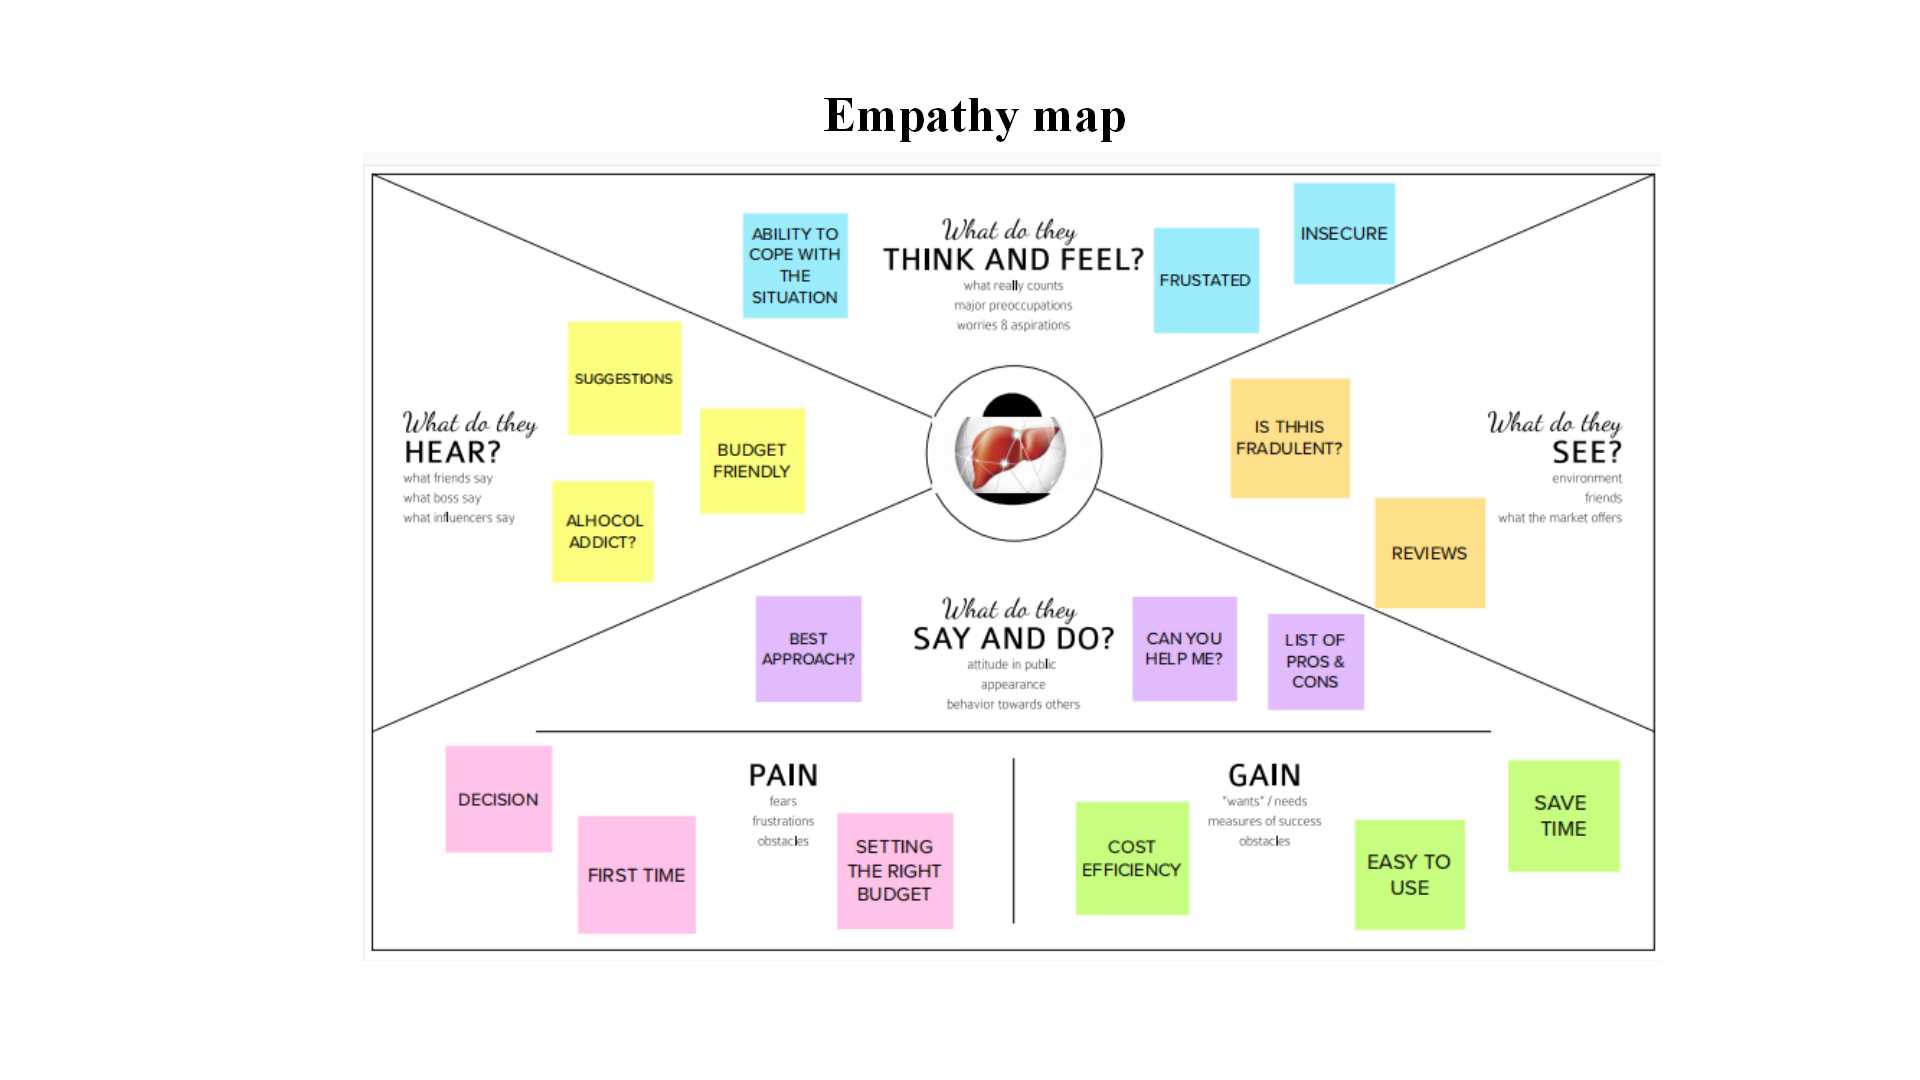 Empathy map
What do they
THINK AND FEEL?
what really counts
major preoccupations
worries & aspirations
ABILITY TO
COPE WITH
THE
SITUATION
FRUSTATED
INSECURE
What do they
HEAR?
what friends say
what boss say
what influencers say
SUGGESTIONS
BUDGET
FRIENDLY
ALHOCOL
ADDICT?
What do they
SEE?
environment
friends
what the market offers
IS THHIS
FRADULENT?
REVIEWS
What do they
SAY AND DO?
attitude in public
appearance
behavior towards others
BEST
APPROACH?
CAN YOU
HELP ME?
LIST OF
PROS &
CONS
PAIN
fears
frustrations
obstacles
DECISION
FIRST TIME
SETTING
THE RIGHT
BUDGET
GAIN
"wants" / needs
measures of success
obstacles
COST
EFFICIENCY
EASY TO
USE
SAVE
TIME